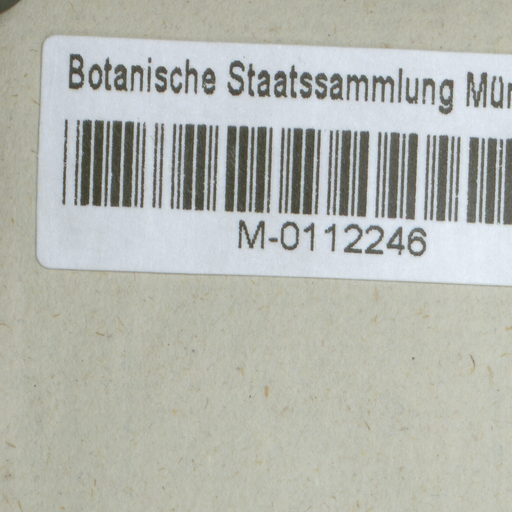 Botanische Staatssammlung Mün
M-0112246